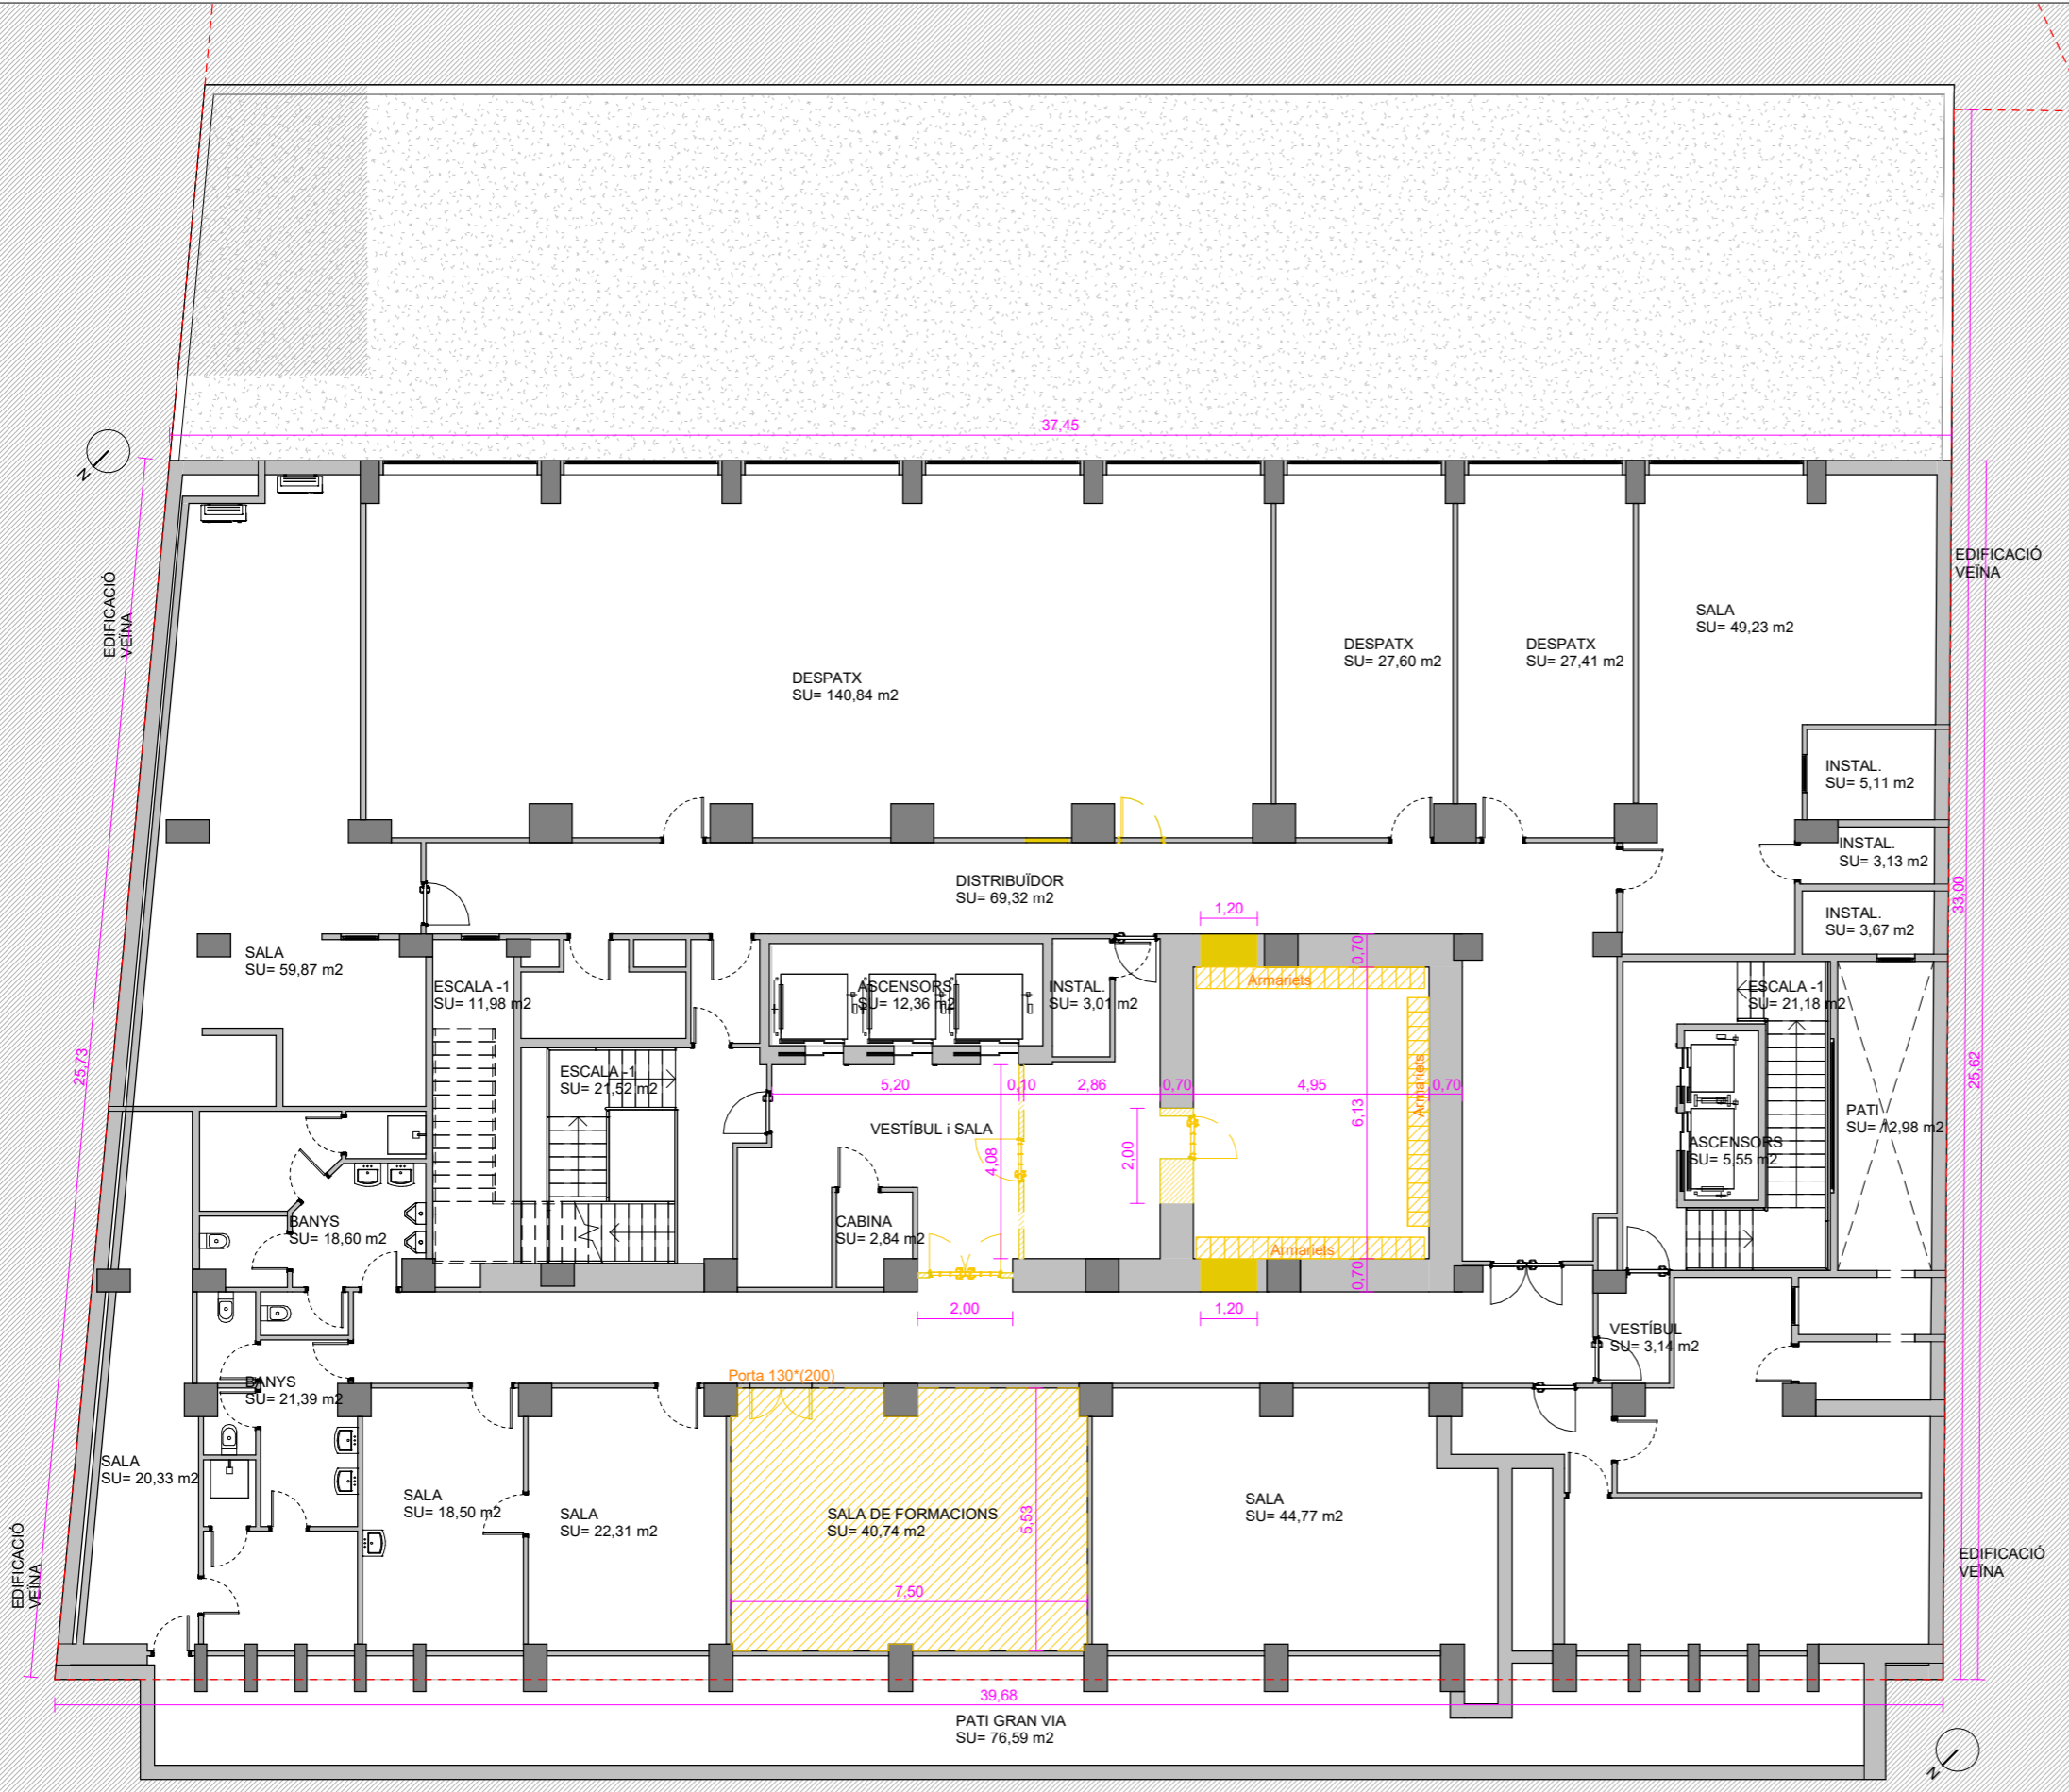 37,45
N
EDIFICACIÓ
VEÏNA
EDIFICACIÓ
VEÏNA
SALA
SU= 49,23 m2
DESPATX
SU= 27,60 m2
DESPATX
SU= 27,41 m2
DESPATX
SU= 140,84 m2
INSTAL.
SU= 5,11 m2
INSTAL.
SU= 3,13 m2
DISTRIBUÏDOR
SU= 69,32 m2
33,00
1,20
INSTAL.
SU= 3,67 m2
SALA
SU= 59,87 m2
0,70
Armariets
ESCALA -1
SU= 11,98 m2
ASCENSORS
SU= 12,36 m2
INSTAL.
SU= 3,01 m2
ESCALA -1
SU= 21,18 m2
25,73
25,62
ESCALA -1
SU= 21,52 m2
5,20
0,10
2,86
0,70
4,95
0,70
Armariets
6,13
PATI
SU= 12,98 m2
VESTÍBUL i SALA
4,08
2,00
ASCENSORS
SU= 5,55 m2
BANYS
SU= 18,60 m2
CABINA
SU= 2,84 m2
Armariets
0,70
2,00
1,20
VESTÍBUL
SU= 3,14 m2
Porta 130*(200)
BANYS
SU= 21,39 m2
SALA
SU= 20,33 m2
SALA
SU= 18,50 m2
SALA
SU= 22,31 m2
SALA DE FORMACIONS
SU= 40,74 m2
5,53
SALA
SU= 44,77 m2
EDIFICACIÓ
VEÏNA
EDIFICACIÓ
VEÏNA
7,50
39,68
PATI GRAN VIA
SU= 76,59 m2
N